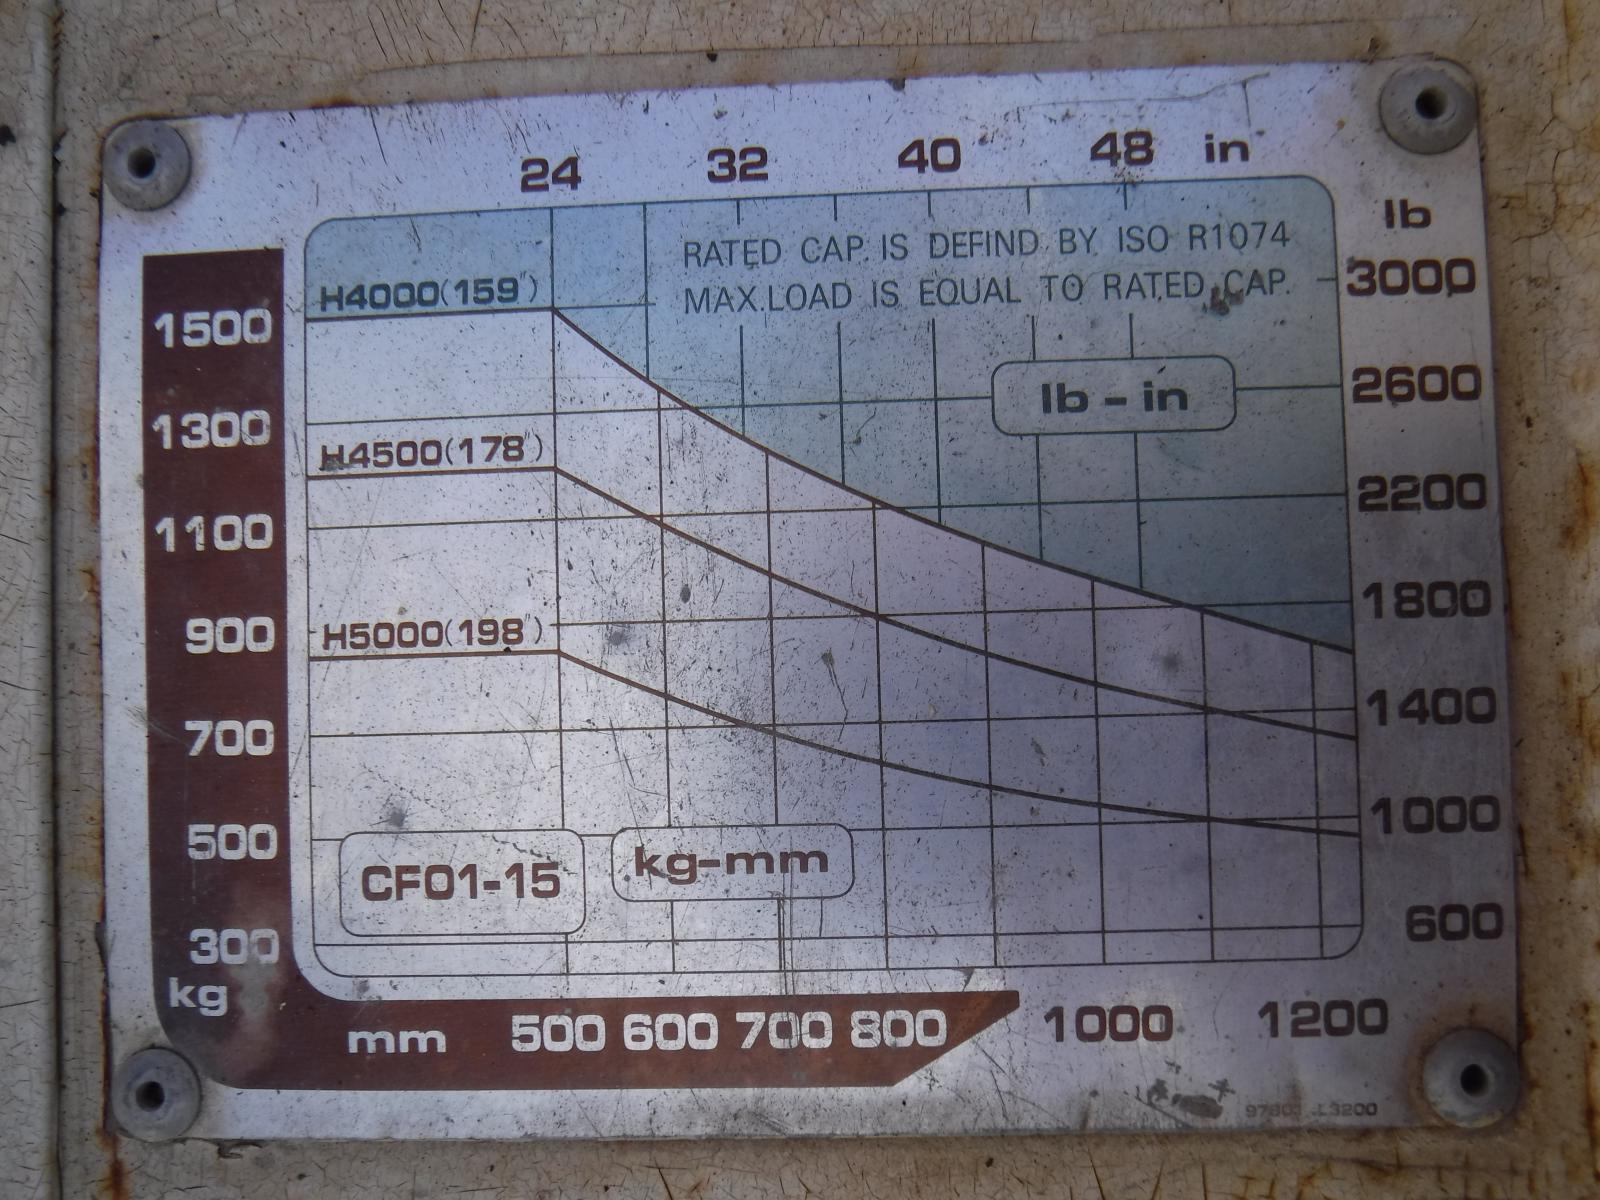 24 32 40 48 in
lb
RATED CAP. IS DEFIND BY ISO R1074
MAX.LOAD IS EQUAL TO RATED CAP.
H4000(159")
3000
1500
lb-in
2600
1300
H4500(178")
2200
1100
1800
900
H5000(198")
1400
700
1000
500
CF01-15
kg-mm
600
300
kg
mm 500 600 700 800 1000 1200
L3200